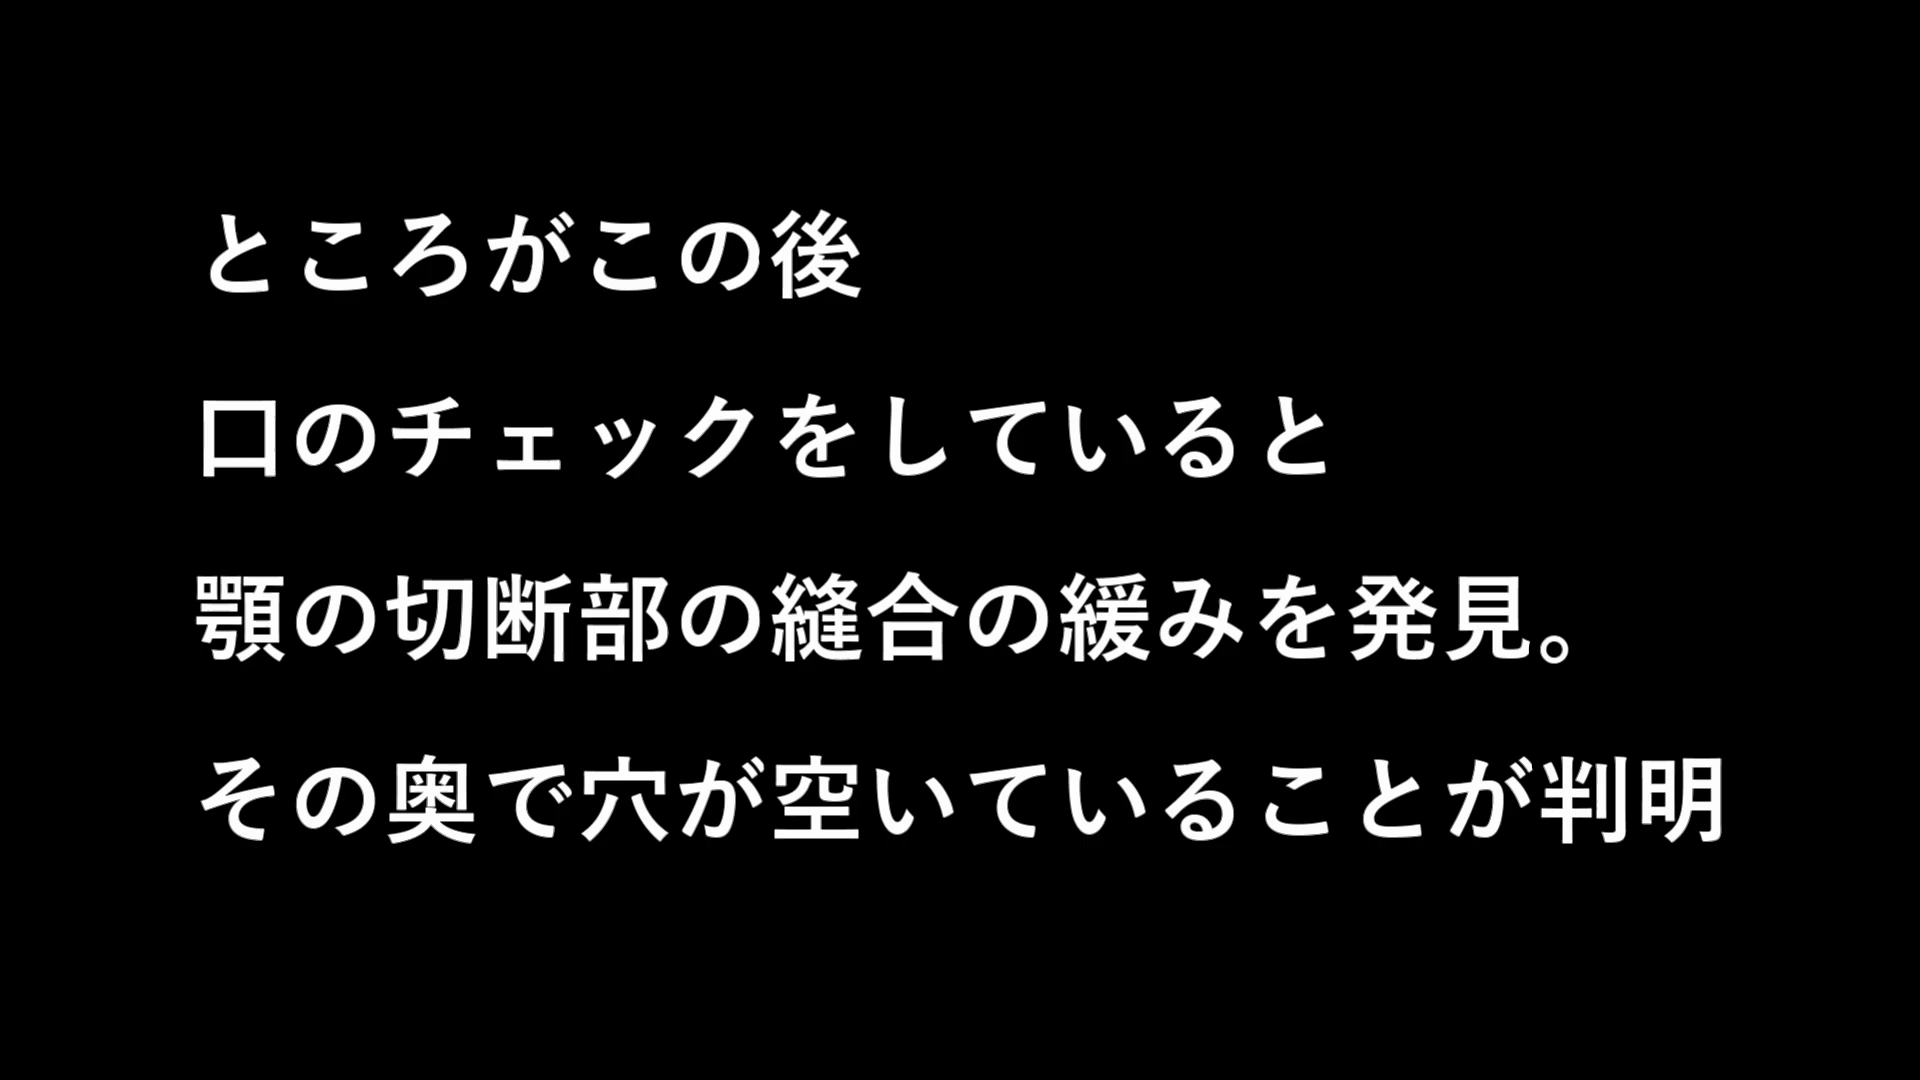 ところがこの後
口のチェックをしていると
顎の切断部の縫合の緩みを発見。
その奥で穴が空いていることが判明